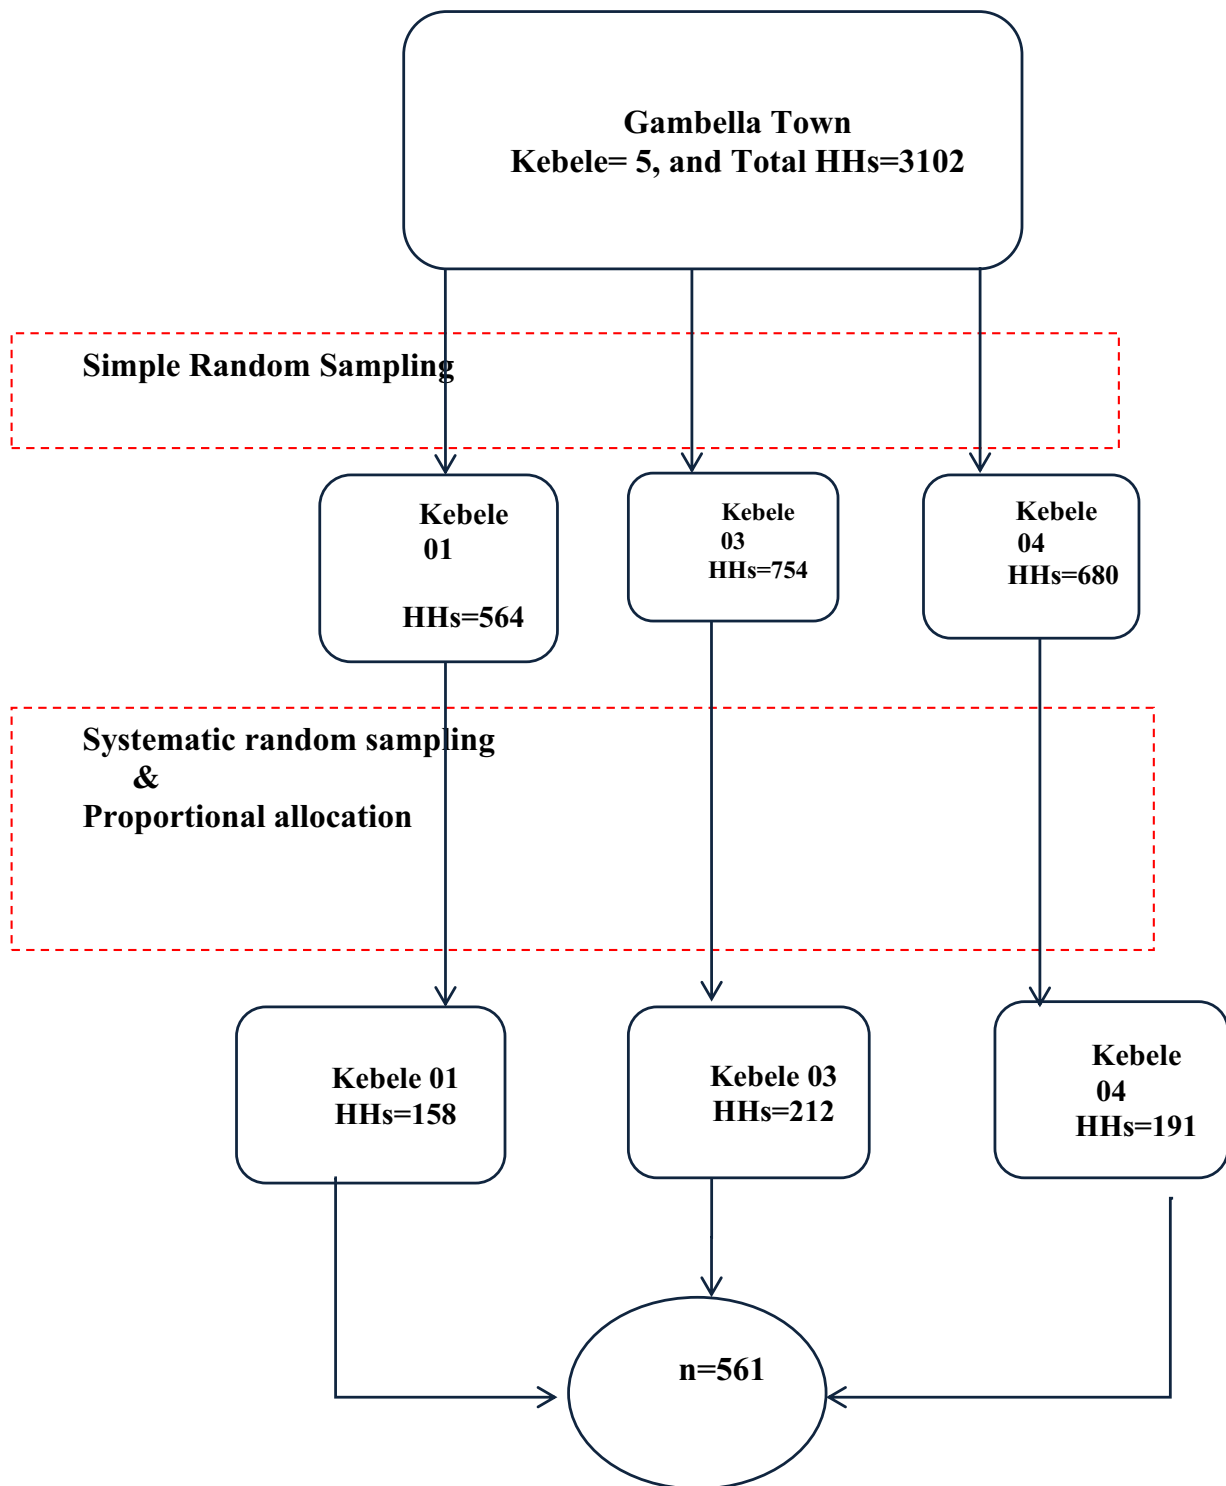 Gambella Town
Kebele= 5, and Total HHs=3102
Simple Random Sampling
Kebele
01
HHs=564
Kebele
03
HHs=754
Kebele
04
HHs=680
Systematic random sampling
&
Proportional allocation
Kebele 01
HHs=158
Kebele 03
HHs=212
Kebele
04
HHs=191
n=561